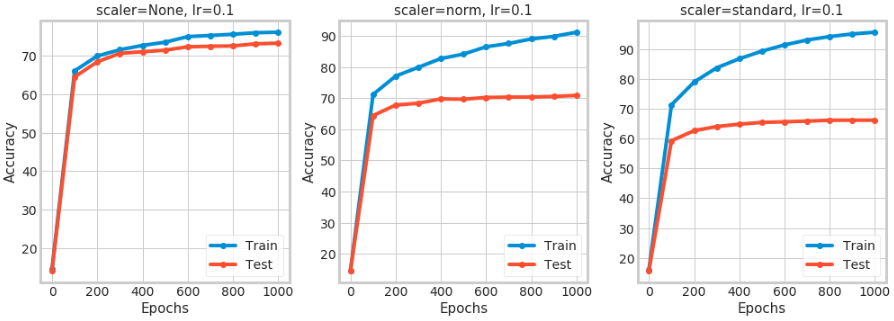 scaler=None, lr=0.1
Accuracy
70
60
50
40
30
20
0 200 400 600 800 1000
Epochs
Train
Test
scaler=norm, lr=0.1
Accuracy
90
80
70
60
50
40
30
20
0 200 400 600 800 1000
Epochs
Train
Test
scaler=standard, lr=0.1
Accuracy
90
80
70
60
50
40
30
20
0 200 400 600 800 1000
Epochs
Train
Test